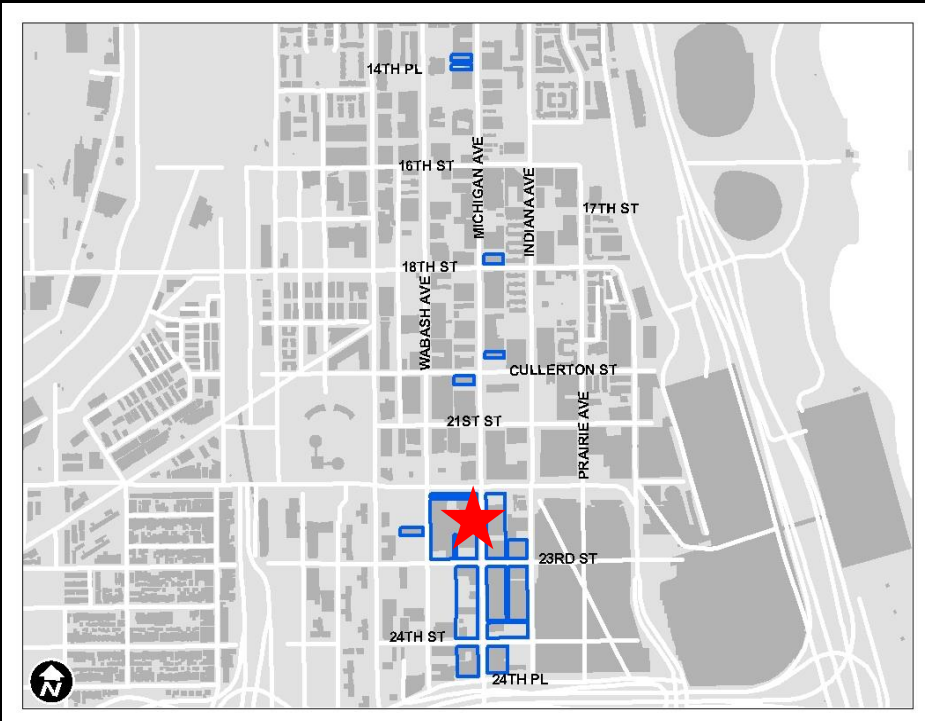 14TH PL
16TH ST
MICHIGAN AVE
INDIANA AVE
17TH ST
18TH ST
WABASH AVE
CULLERTON ST
21ST ST
PRAIRIE AVE
23RD ST
24TH ST
24TH PL
N